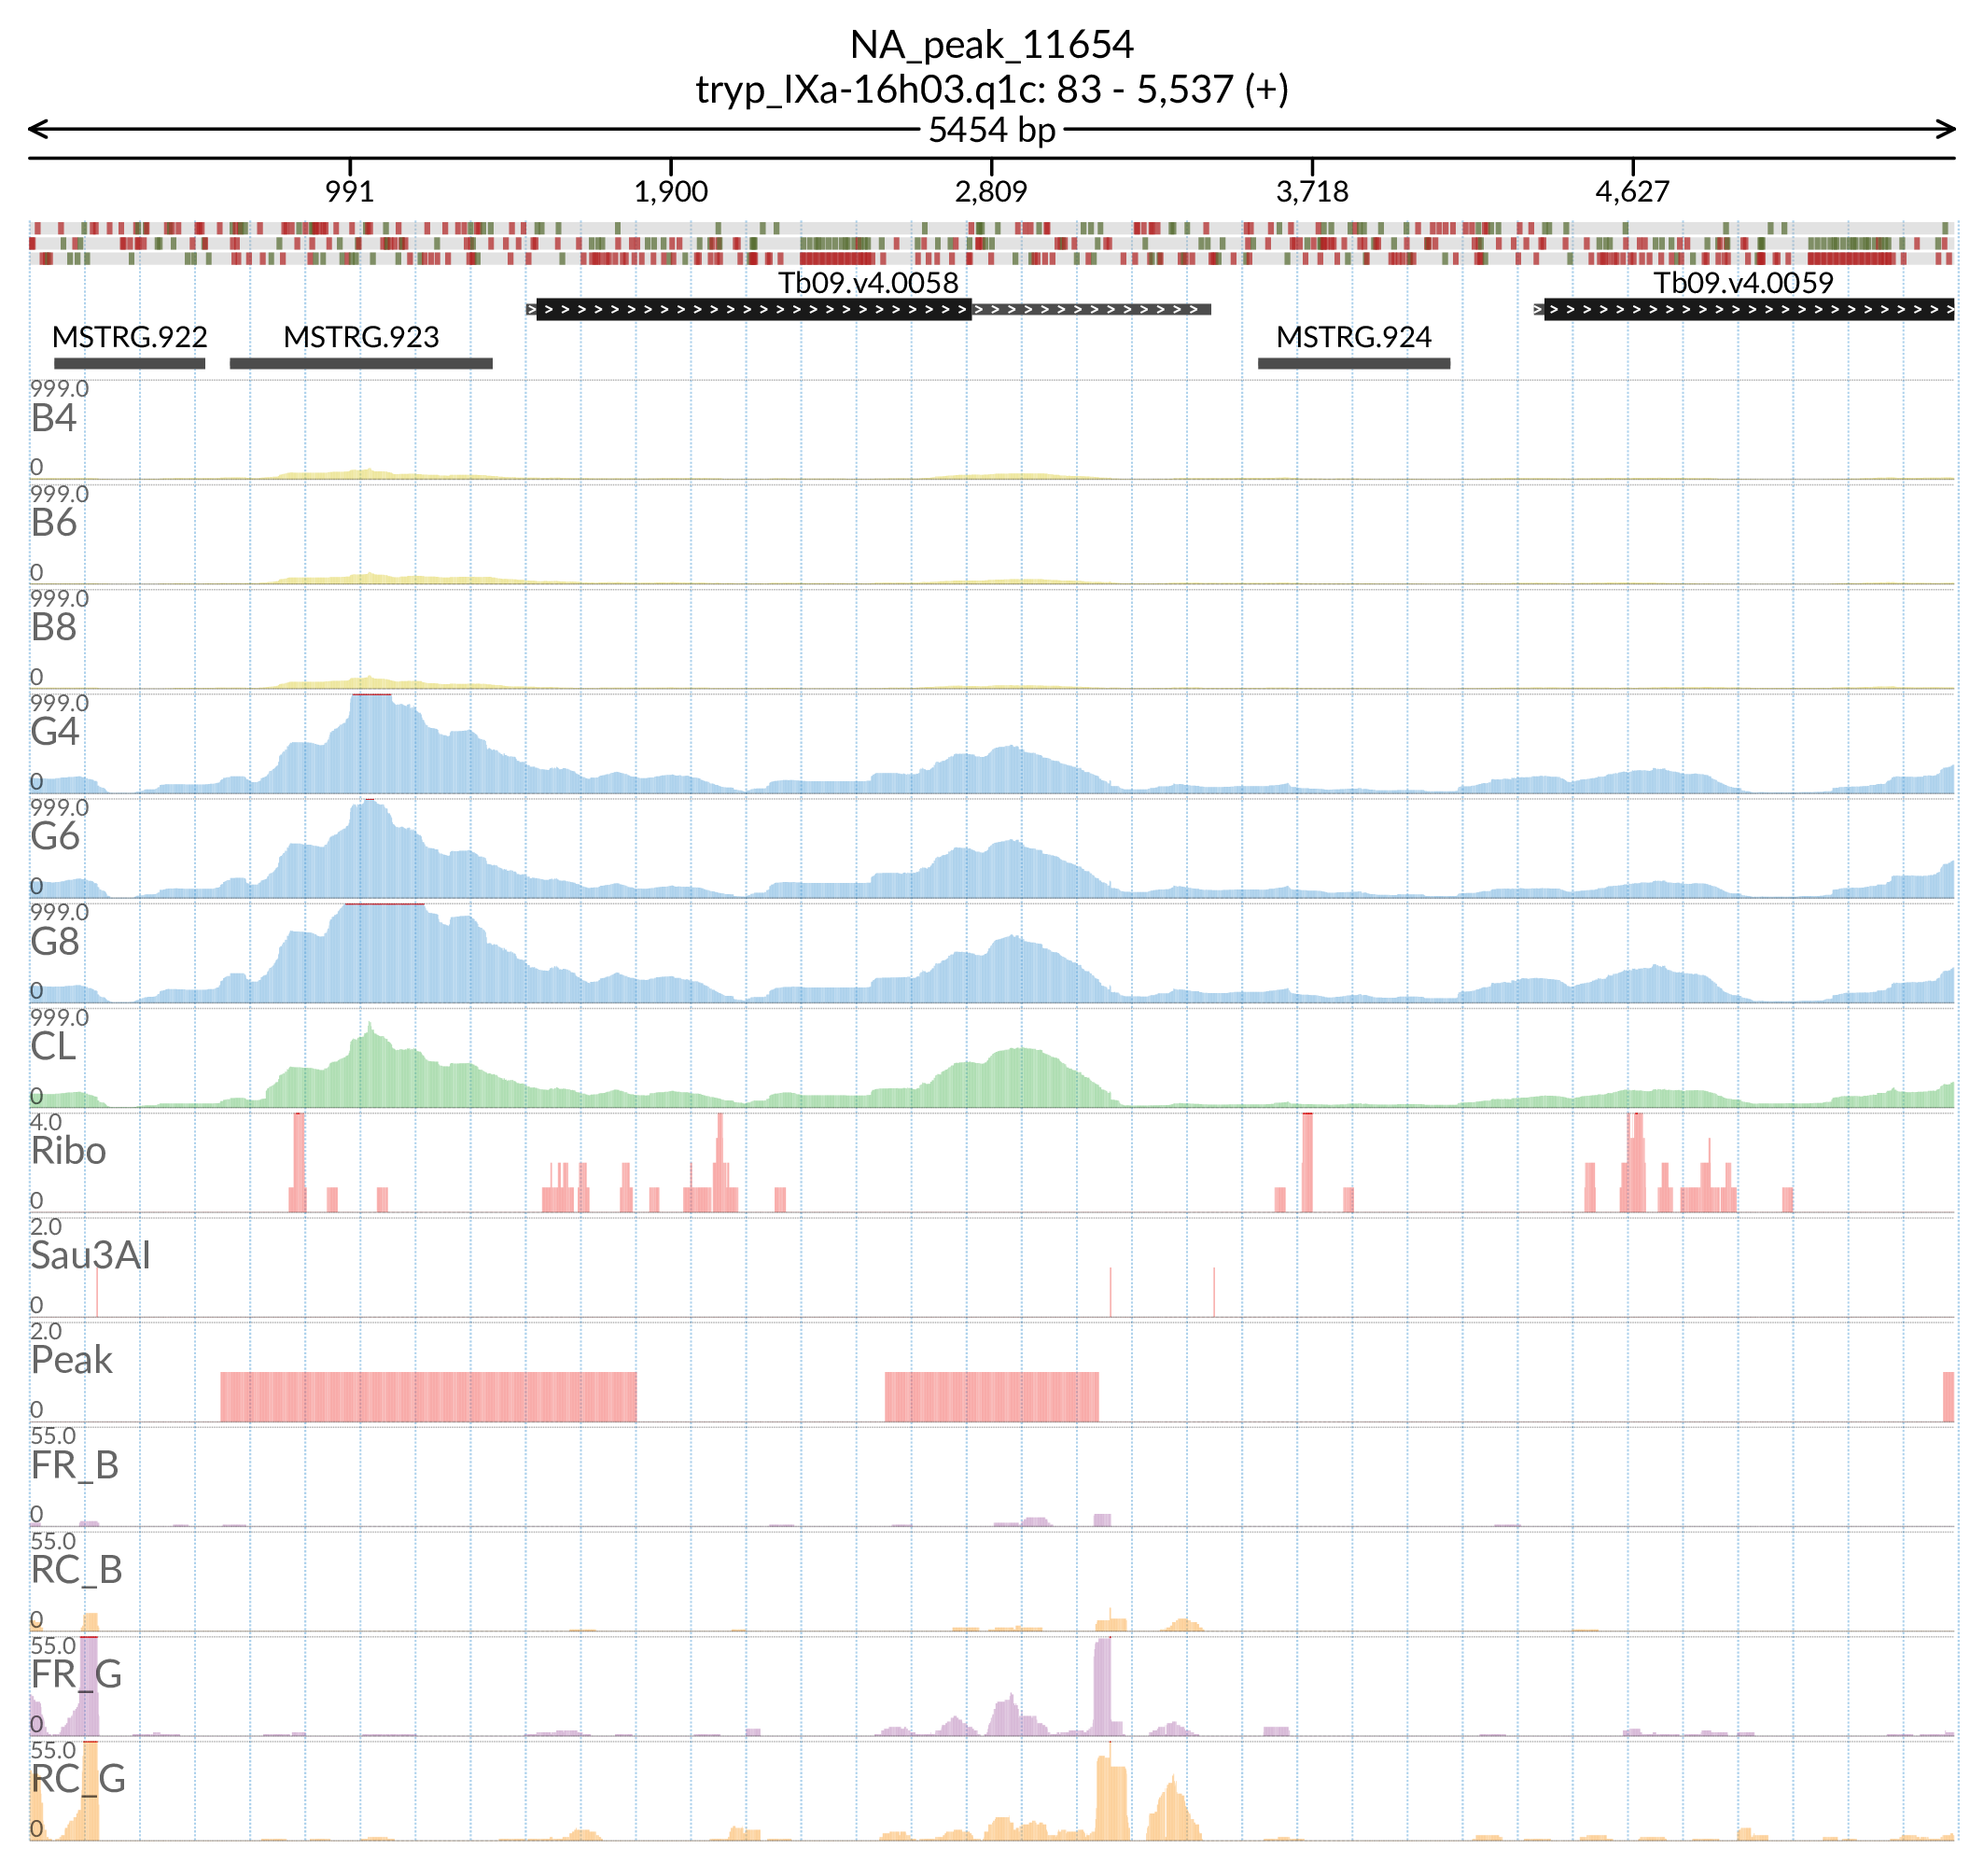 NA_peak_11654
tryp_IXa-16h03.q1c: 83 - 5,537 (+)
5454 bp
991 1,900 2,809 3,718 4,627
Tb09.v4.0058 Tb09.v4.0059
MSTRG.922 MSTRG.923 MSTRG.924
999.0
B4
0
999.0
B6
0
999.0
B8
0
999.0
G4
0
999.0
G6
0
999.0
G8
0
999.0
CL
0
4.0
Ribo
0
2.0
Sau3AI
0
2.0
Peak
0
55.0
FR_B
0
55.0
RC_B
0
55.0
FR_G
0
55.0
RC_G
0